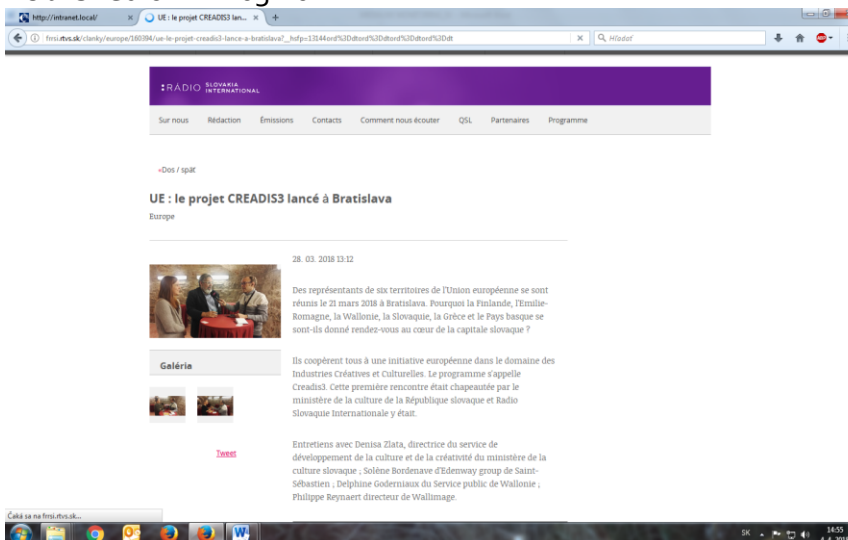 http://intranet.local/
UE : le projet CREADIS3 lan...
frrsi.rtvs.sk/clanky/europe/160394/ue-le-projet-creadis3-lance-a-bratislava?_hsfp=13144ord%3Ddtord%3Ddtord%3Ddtord%3Ddt
Hľadať
RÁDIO SLOVAKIA
INTERNATIONAL
Sur nous Rédaction Émissions Contacts Comment nous écouter QSL Partenaires Programme
«Dos / späť
UE : le projet CREADIS3 lancé à Bratislava
Europe
28. 03. 2018 13:12
Des représentants de six territoires de l'Union européenne se sont
réunis le 21 mars 2018 à Bratislava. Pourquoi la Finlande, l'Emilie-
Romagne, la Wallonie, la Slovaquie, la Grèce et le Pays basque se
sont-ils donné rendez-vous au cœur de la capitale slovaque ?
Ils coopèrent tous à une initiative européenne dans le domaine des
Industries Créatives et Culturelles. Le programme s'appelle
Creadis3. Cette première rencontre était chapeautée par le
ministère de la culture de la République slovaque et Radio
Slovaquie Internationale y était.
Galéria
Tweet
Entretiens avec Denisa Zlata, directrice du service de
développement de la culture et de la créativité du ministère de la
culture slovaque ; Solène Bordenave d'Edenway group de Saint-
Sébastien ; Delphine Goderniaux du Service public de Wallonie ;
Philippe Reynaert directeur de Wallimage.
Čaká sa na frrsi.rtvs.sk...
SK 14:55